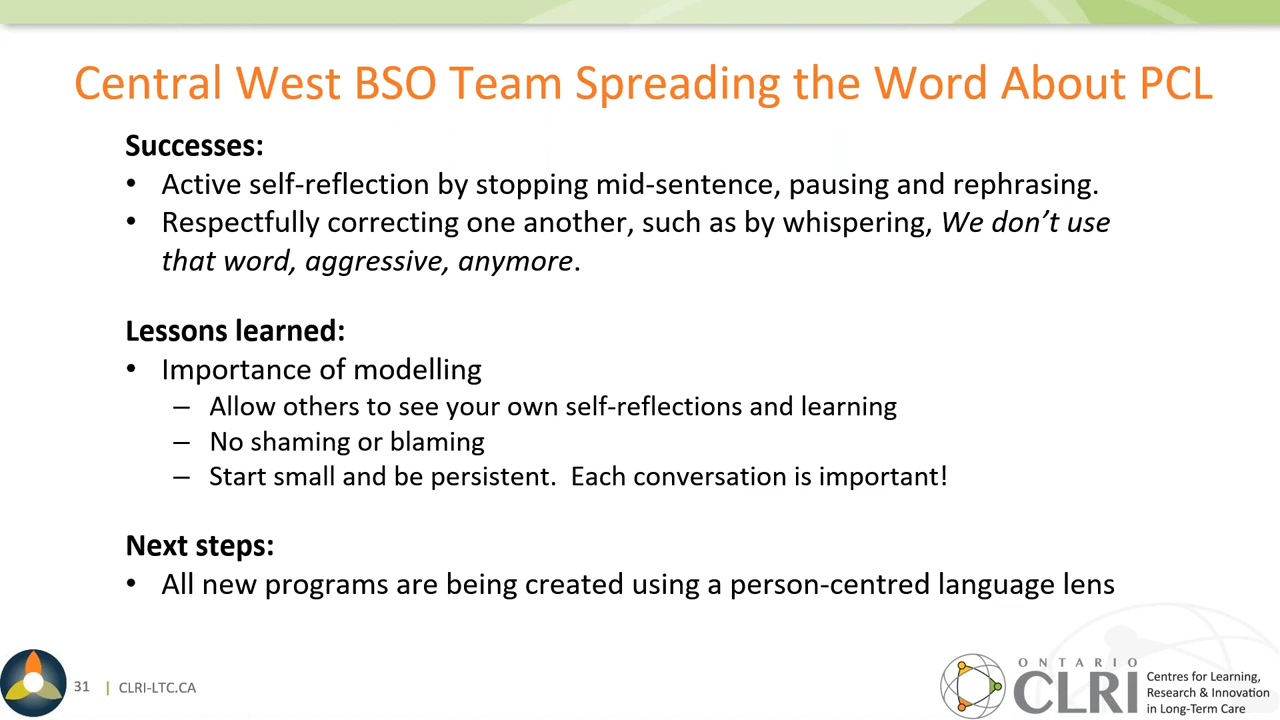 Central West BSO Team Spreading the Word About PCL
Successes:
• Active self-reflection by stopping mid-sentence, pausing and rephrasing.
• Respectfully correcting one another, such as by whispering, We don’t use
that word, aggressive, anymore.
Lessons learned:
• Importance of modelling
– Allow others to see your own self-reflections and learning
– No shaming or blaming
– Start small and be persistent.  Each conversation is important!
Next steps:
• All new programs are being created using a person-centred language lens
31 | CLRI-LTC.CA
ONTARIO
CLRI
Centres for Learning,
Research & Innovation
in Long-Term Care